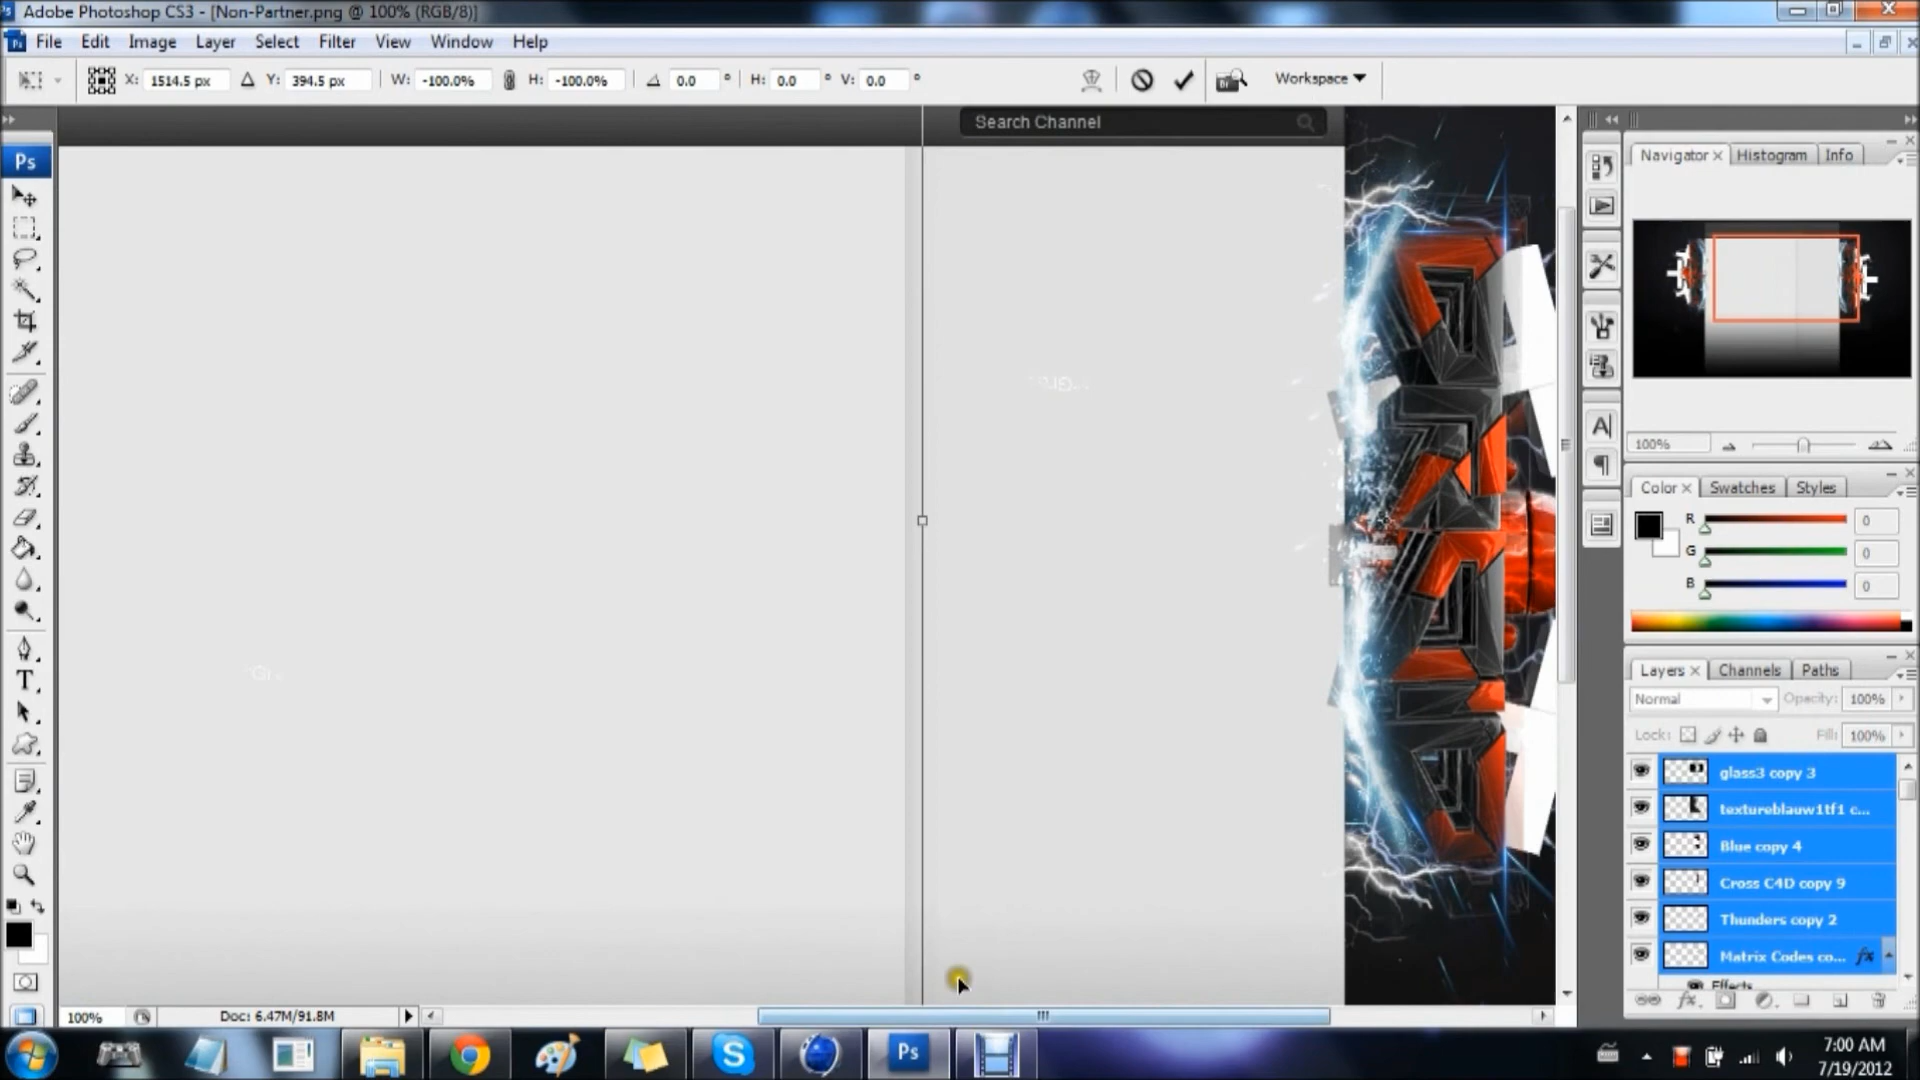 Adobe Photoshop CS3 - [Non-Partner.png @ 100% (RGB/8)]
File Edit Image Layer Select Filter View Window Help
X: 1514.5 px Y: 394.5 px W: -100.0% H: -100.0% 0.0 ° H: 0.0 ° V: 0.0 ° Workspace
Search Channel
Ps
Navigator Histogram Info
100%
Color Swatches Styles
R 0
G 0
B 0
Layers Channels Paths
Normal Opacity: 100%
Lock: Fill: 100%
glass3 copy 3
textureblauw1tf1 c...
Blue copy 4
Cross C4D copy 9
Thunders copy 2
Matrix Codes co... fx
Effects
100% Doc: 6.47M/91.8M
Ps
7:00 AM
7/19/2012